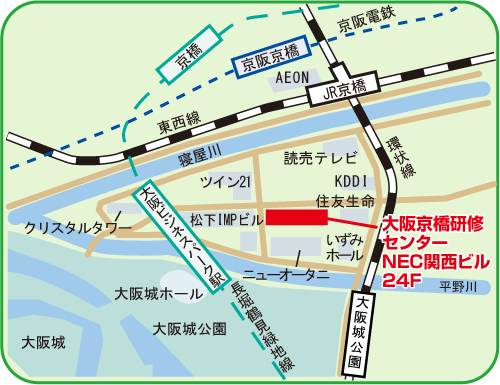 京阪電鉄
京橋
京阪京橋
AEON
JR京橋
東西線
寝屋川
環状線
読売テレビ
ツイン21
KDDI
住友生命
大阪ビジネスパーク駅
松下IMPビル
クリスタルタワー
いずみ
ホール
大阪京橋研修
センター
NEC関西ビル
24F
ニューオータニ
平野川
大阪城ホール
大阪城公園
長堀鶴見緑地線
大阪城公園
大阪城